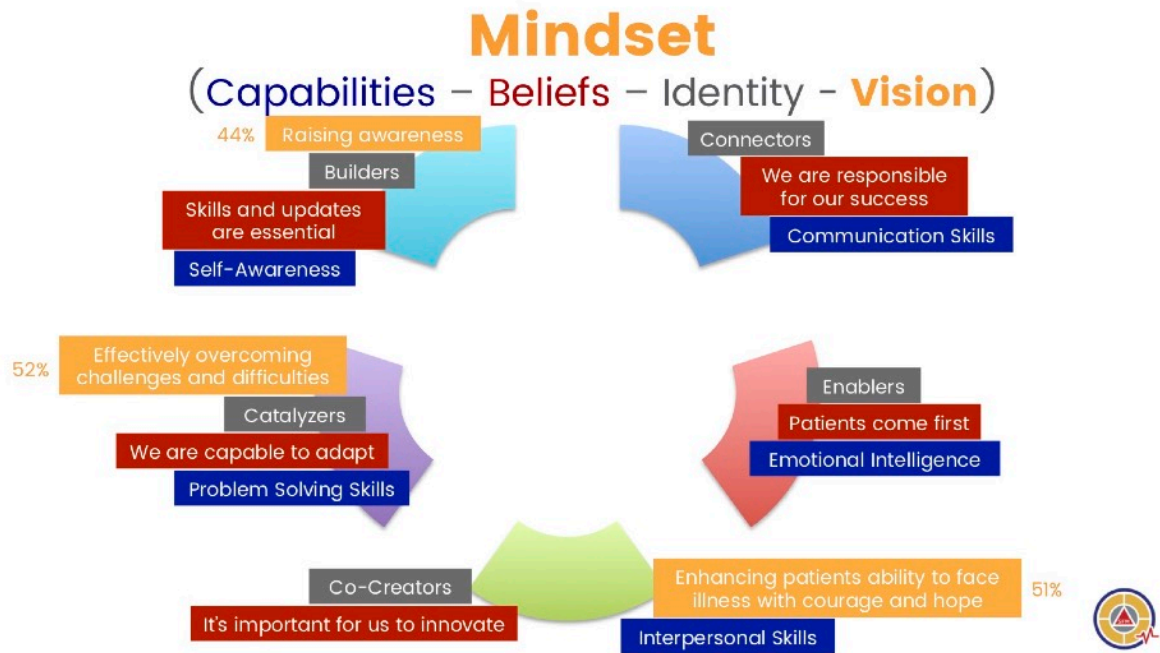 Mindset
(Capabilities – Beliefs – Identity - Vision)
44%
Raising awareness
Builders
Skills and updates
are essential
Self-Awareness
Connectors
We are responsible
for our success
Communication Skills
52%
Effectively overcoming
challenges and difficulties
Catalyzers
We are capable to adapt
Problem Solving Skills
Enablers
Patients come first
Emotional Intelligence
Co-Creators
It's important for us to innovate
Enhancing patients ability to face
illness with courage and hope
51%
Interpersonal Skills